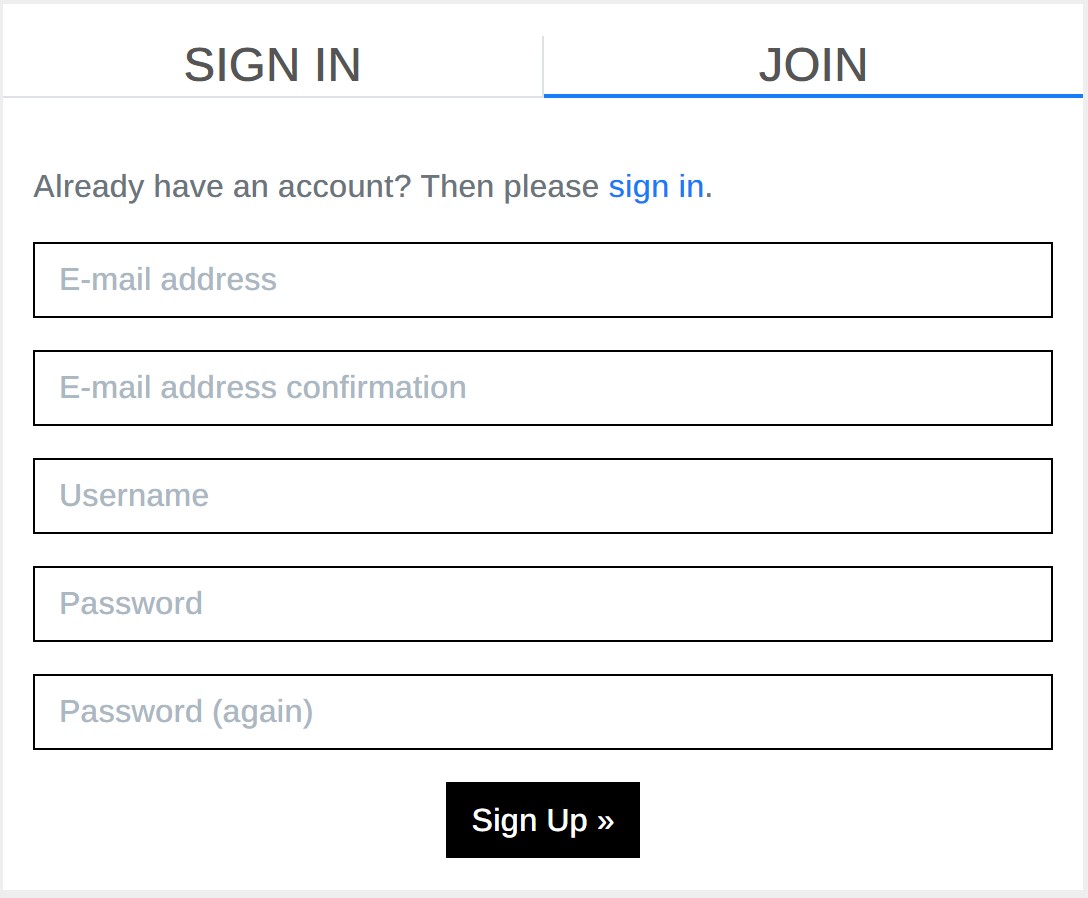 SIGN IN
JOIN
Already have an account? Then please sign in.
E-mail address
E-mail address confirmation
Username
Password
Password (again)
Sign Up »